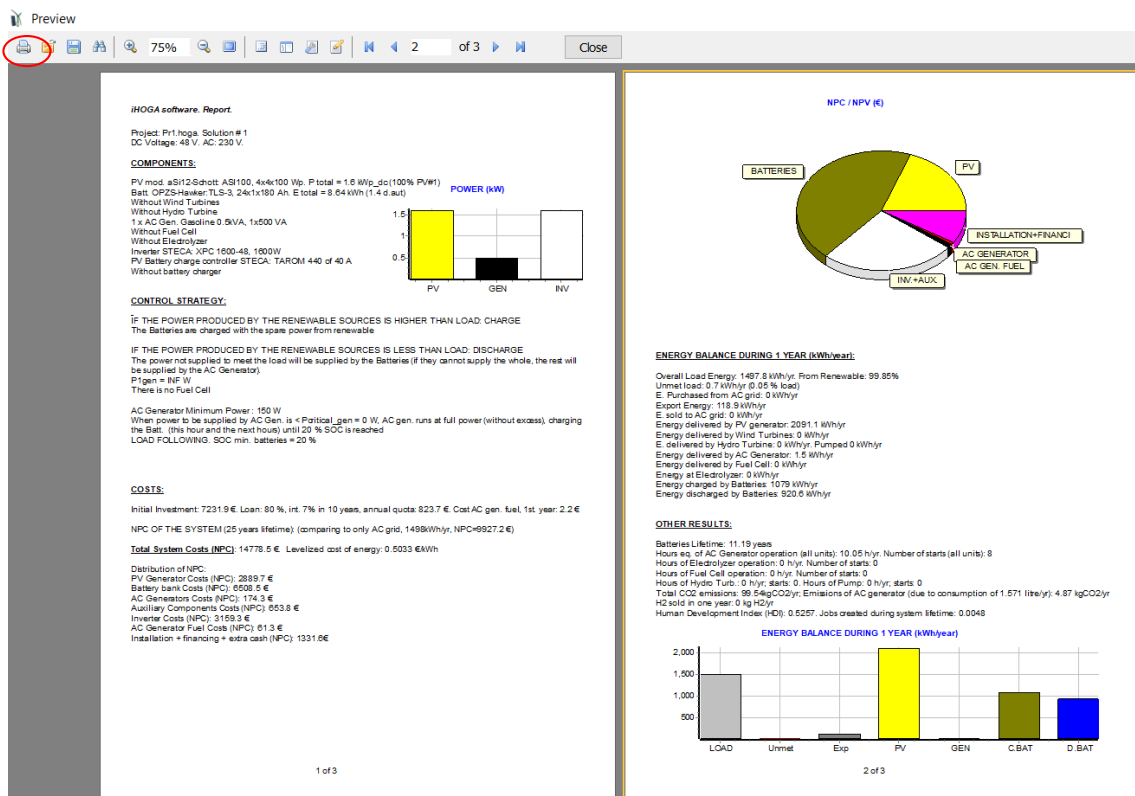 Preview
75%
2 of 3
Close
iHOGA software. Report.
Project: Pr1.hoga. Solution # 1
DC Voltage: 48 V. AC: 230 V.
COMPONENTS:
PV mod. aSi12-Schott: ASI100, 4x4x100 Wp. P total = 1.6 kWp_dc (100% PV#1)
Batt. OPZS-Hawker:TLS-3, 24x1x180 Ah. E total = 8.64 kWh (1.4 d.aut)
Without Wind Turbines
Without Hydro Turbine
1 x AC Gen. Gasoline 0.5kVA, 1x500 VA
Without Fuel Cell
Without Electrolyzer
Inverter STECA: XPC 1600-48, 1600W
PV Battery charge controller STECA: TAROM 440 of 40 A
Without battery charger
POWER (kW)
1.5
1
0.5
PV GEN INV
CONTROL STRATEGY:
IF THE POWER PRODUCED BY THE RENEWABLE SOURCES IS HIGHER THAN LOAD: CHARGE
The Batteries are charged with the spare power from renewable
IF THE POWER PRODUCED BY THE RENEWABLE SOURCES IS LESS THAN LOAD: DISCHARGE
The power not supplied to meet the load will be supplied by the Batteries (if they cannot supply the whole, the rest will
be supplied by the AC Generator).
P1gen = INF W
There is no Fuel Cell
AC Generator Minimum Power : 150 W
When power to be supplied by AC Gen. is < Pcritical_gen = 0 W, AC gen. runs at full power (without excess), charging
the Batt. (this hour and the next hours) until 20 % SOC is reached
LOAD FOLLOWING. SOC min. batteries = 20 %
COSTS:
Initial Investment: 7231.9 €. Loan: 80 %, int. 7% in 10 years, annual quota: 823.7 €. Cost AC gen. fuel, 1st. year: 2.2 €
NPC OF THE SYSTEM (25 years lifetime): (comparing to only AC grid, 1498kWh/yr, NPC=9927.2 €)
Total System Costs (NPC): 14778.5 €. Levelized cost of energy: 0.5033 €/kWh
Distribution of NPC:
PV Generator Costs (NPC): 2889.7 €
Battery bank Costs (NPC): 6508.5 €
AC Generators Costs (NPC): 174.3 €
Auxiliary Components Costs (NPC): 653.8 €
Inverter Costs (NPC): 3159.3 €
AC Generator Fuel Costs (NPC): 61.3 €
Installation + financing + extra cash (NPC): 1331.6€
1 of 3
NPC / NPV (€)
BATTERIES
PV
INSTALLATION+FINANCI
AC GENERATOR
AC GEN. FUEL
INV.+AUX.
ENERGY BALANCE DURING 1 YEAR (kWh/year):
Overall Load Energy: 1497.8 kWh/yr. From Renewable: 99.85%
Unmet load: 0.7 kWh/yr (0.05 % load)
E. Purchased from AC grid: 0 kWh/yr
Export Energy: 118.9 kWh/yr
E. sold to AC grid: 0 kWh/yr
Energy delivered by PV generator: 2091.1 kWh/yr
Energy delivered by Wind Turbines: 0 kWh/yr
E. delivered by Hydro Turbine: 0 kWh/yr. Pumped 0 kWh/yr
Energy delivered by AC Generator: 1.5 kWh/yr
Energy delivered by Fuel Cell: 0 kWh/yr
Energy at Electrolyzer: 0 kWh/yr
Energy charged by Batteries: 1079 kWh/yr
Energy discharged by Batteries: 920.6 kWh/yr
OTHER RESULTS:
Batteries Lifetime: 11.19 years
Hours eq. of AC Generator operation (all units): 10.05 h/yr. Number of starts (all units): 8
Hours of Electrolyzer operation: 0 h/yr. Number of starts: 0
Hours of Fuel Cell operation: 0 h/yr. Number of starts: 0
Hours of Hydro Turb.: 0 h/yr; starts: 0. Hours of Pump: 0 h/yr; starts: 0
Total CO2 emissions: 99.54kgCO2/yr; Emissions of AC generator (due to consumption of 1.571 litre/yr): 4.87 kgCO2/yr
H2 sold in one year: 0 kg H2/yr
Human Development Index (HDI): 0.5257. Jobs created during system lifetime: 0.0048
ENERGY BALANCE DURING 1 YEAR (kWh/year)
2,000
1,500
1,000
500
LOAD Unmet Exp PV GEN C.BAT D.BAT
2 of 3